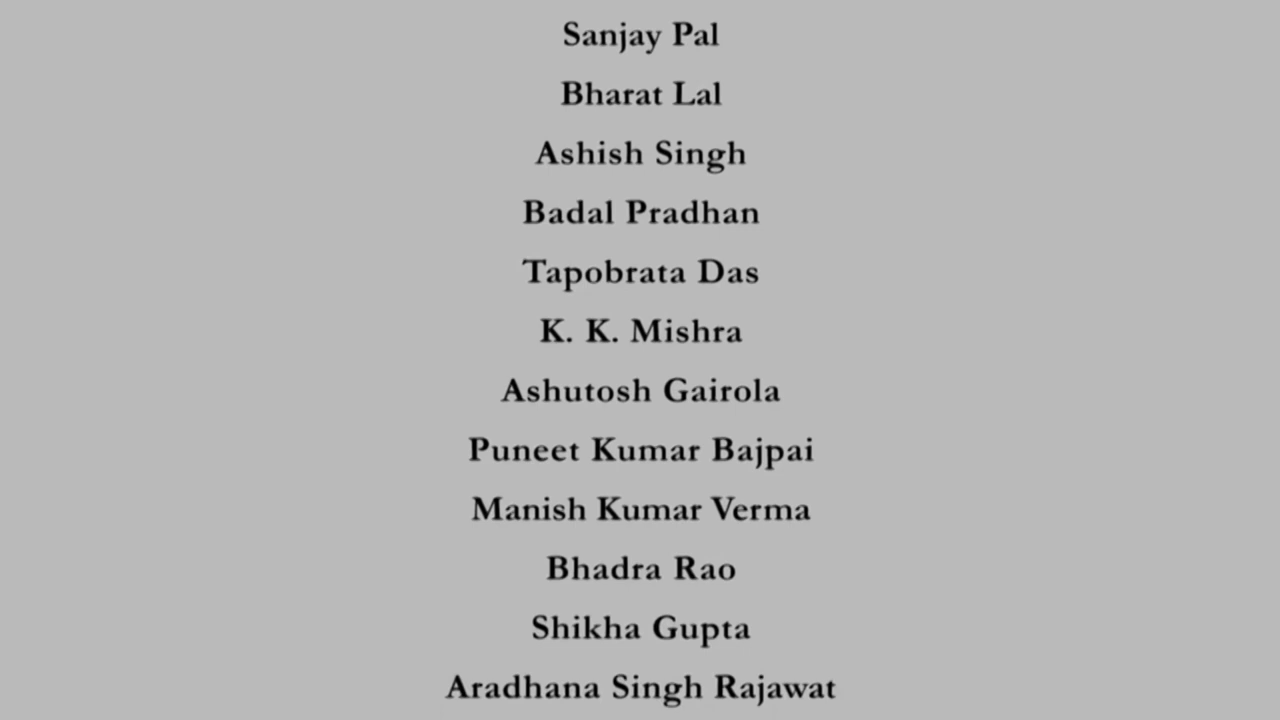 Sanjay Pal
Bharat Lal
Ashish Singh
Badal Pradhan
Tapobrata Das
K. K. Mishra
Ashutosh Gairola
Puneet Kumar Bajpai
Manish Kumar Verma
Bhadra Rao
Shikha Gupta
Aradhana Singh Rajawat